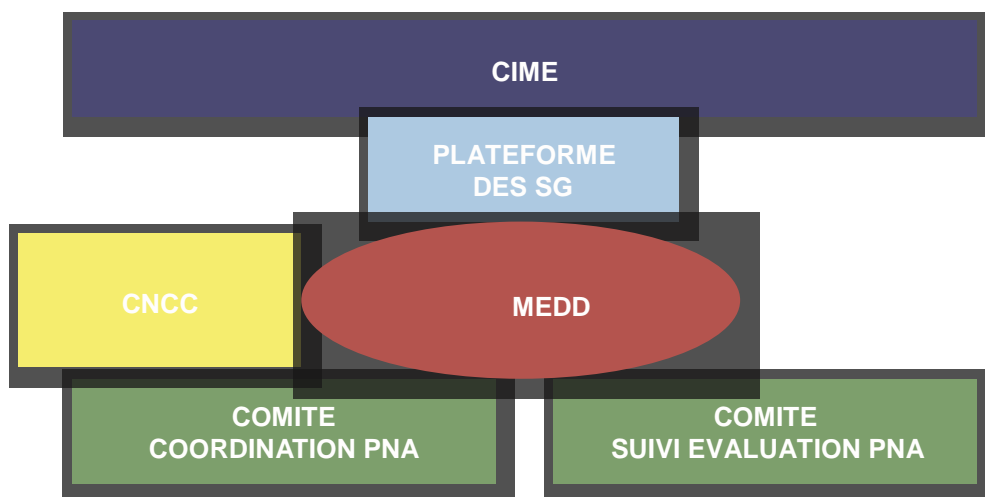 CIME
PLATEFORME
DES SG
CNCC
MEDD
COMITE
COORDINATION PNA
COMITE
SUIVI EVALUATION PNA